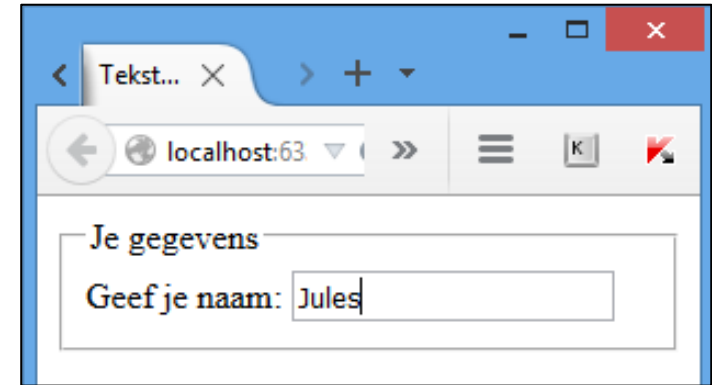 Tekst...
localhost:63
K
Je gegevens
Geef je naam: Jules